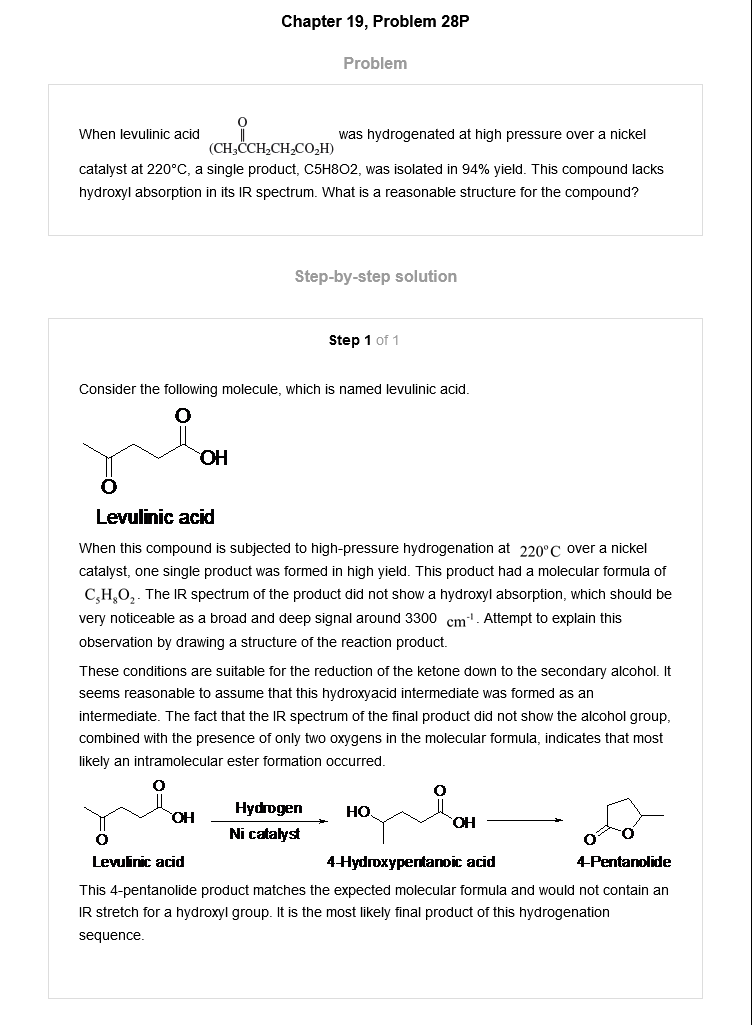 Chapter 19, Problem 28P
Problem
O
When levulinic acid (CH₃CCH₂CH₂CO₂H) was hydrogenated at high pressure over a nickel
catalyst at 220°C, a single product, C5H8O2, was isolated in 94% yield. This compound lacks
hydroxyl absorption in its IR spectrum. What is a reasonable structure for the compound?
Step-by-step solution
Step 1 of 1
Consider the following molecule, which is named levulinic acid.
O
OH
O
Levulinic acid
When this compound is subjected to high-pressure hydrogenation at 220°C over a nickel
catalyst, one single product was formed in high yield. This product had a molecular formula of
C₅H₈O₂. The IR spectrum of the product did not show a hydroxyl absorption, which should be
very noticeable as a broad and deep signal around 3300 cm⁻¹. Attempt to explain this
observation by drawing a structure of the reaction product.
These conditions are suitable for the reduction of the ketone down to the secondary alcohol. It
seems reasonable to assume that this hydroxyacid intermediate was formed as an
intermediate. The fact that the IR spectrum of the final product did not show the alcohol group,
combined with the presence of only two oxygens in the molecular formula, indicates that most
likely an intramolecular ester formation occurred.
O O
Hydrogen HO
OH OH
Ni catalyst
O O O
Levulinic acid 4-Hydroxypentanoic acid 4-Pentanolide
This 4-pentanolide product matches the expected molecular formula and would not contain an
IR stretch for a hydroxyl group. It is the most likely final product of this hydrogenation
sequence.